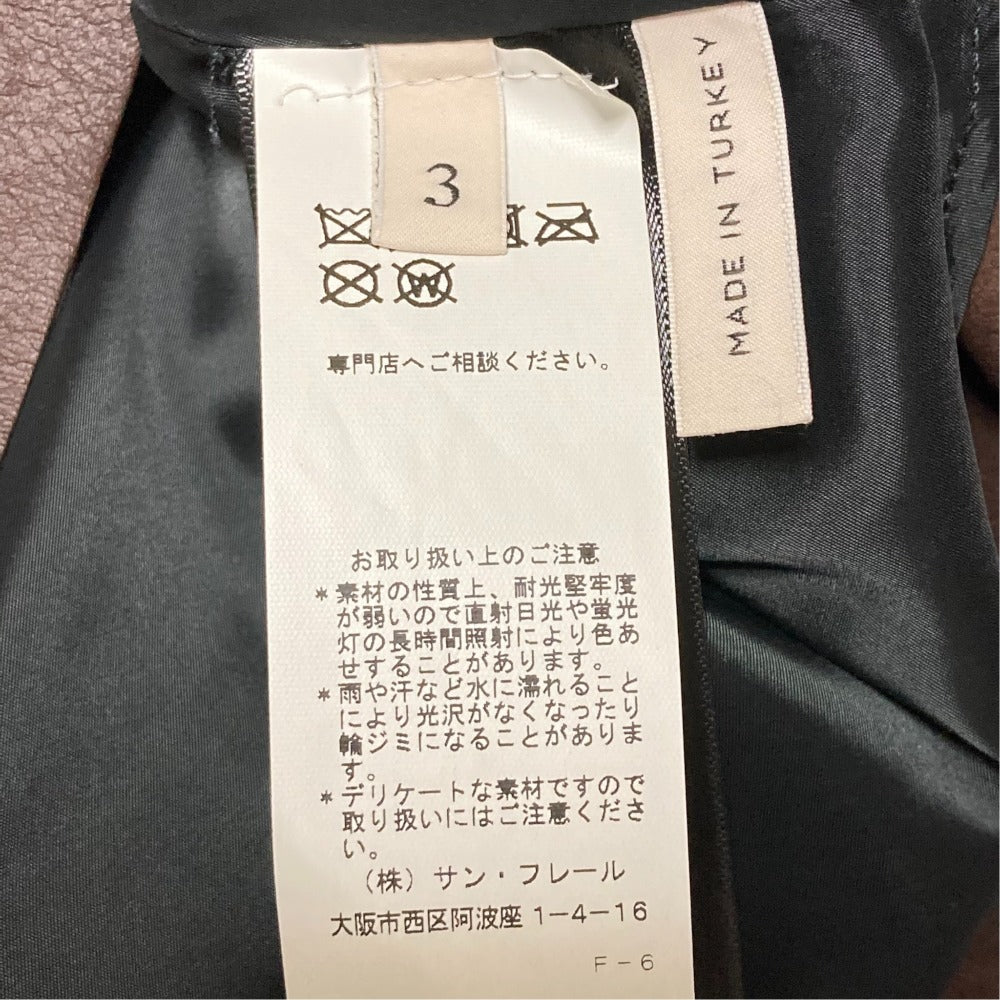 3
MADE IN TURKEY
W
専門店へご相談ください。
お取り扱い上のご注意
*素材の性質上、耐光堅牢度
が弱いので直射日光や蛍光
灯の長時間照射により色あ
せすることがあります。
*雨や汗など水に濡れること
により光沢がなくなったり
輪ジミになることがありま
す。
*デリケートな素材ですので
取り扱いにはご注意くださ
い。
(株) サン・フレール
大阪市西区阿波座 1-4-16
F-6